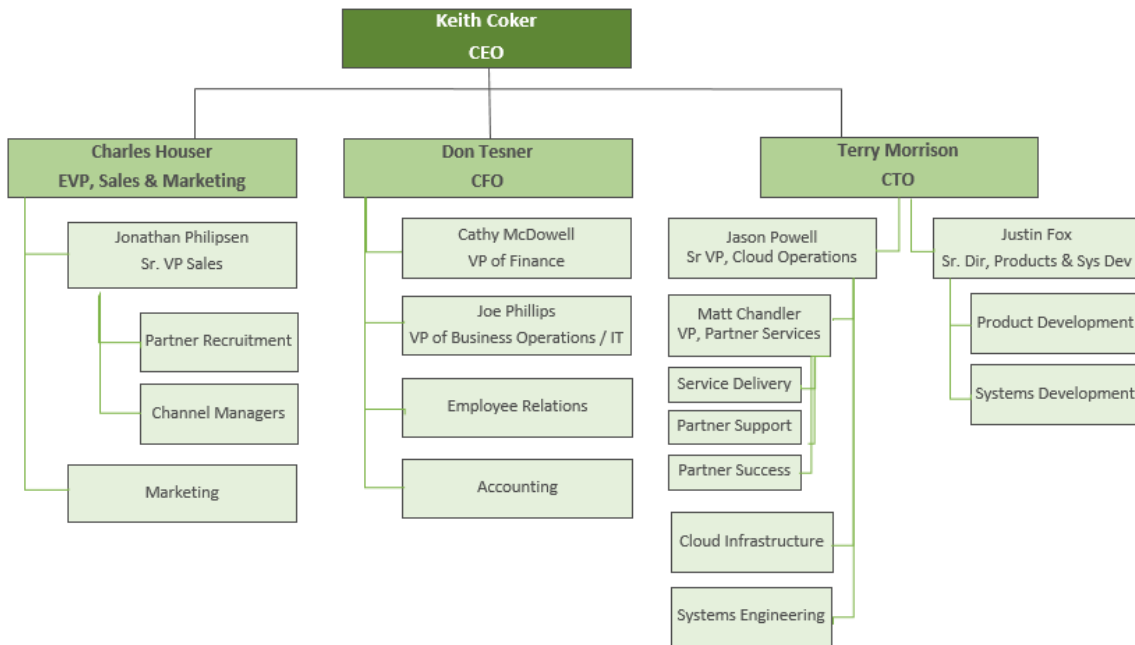 Keith Coker
CEO
Charles Houser
EVP, Sales & Marketing
Jonathan Philipsen
Sr. VP Sales
Partner Recruitment
Channel Managers
Marketing
Don Tesner
CFO
Cathy McDowell
VP of Finance
Joe Phillips
VP of Business Operations / IT
Employee Relations
Accounting
Terry Morrison
CTO
Jason Powell
Sr VP, Cloud Operations
Matt Chandler
VP, Partner Services
Service Delivery
Partner Support
Partner Success
Cloud Infrastructure
Systems Engineering
Justin Fox
Sr. Dir, Products & Sys Dev
Product Development
Systems Development